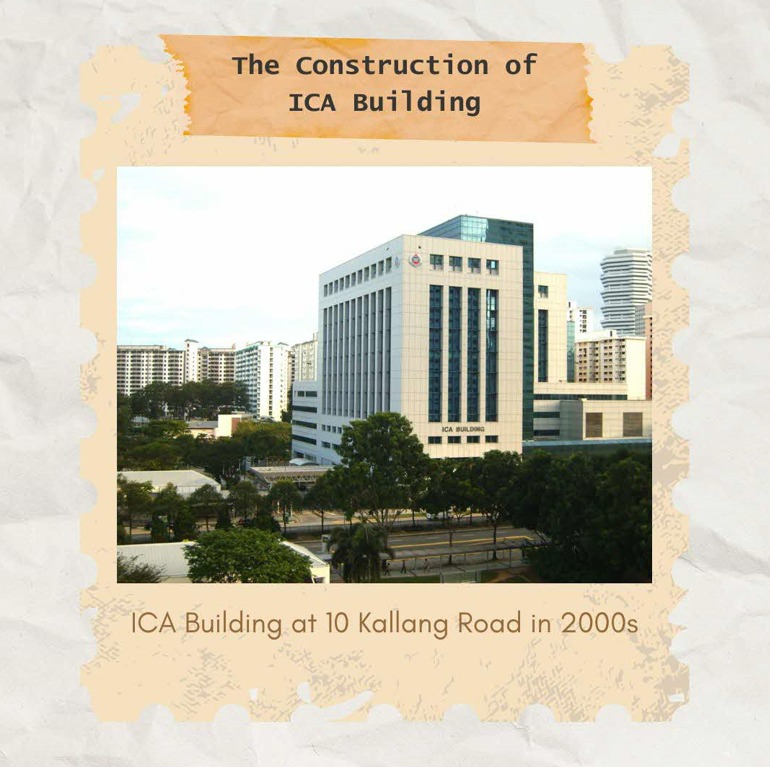 The Construction of
ICA Building
ICA BUILDING
ICA Building at 10 Kallang Road in 2000s